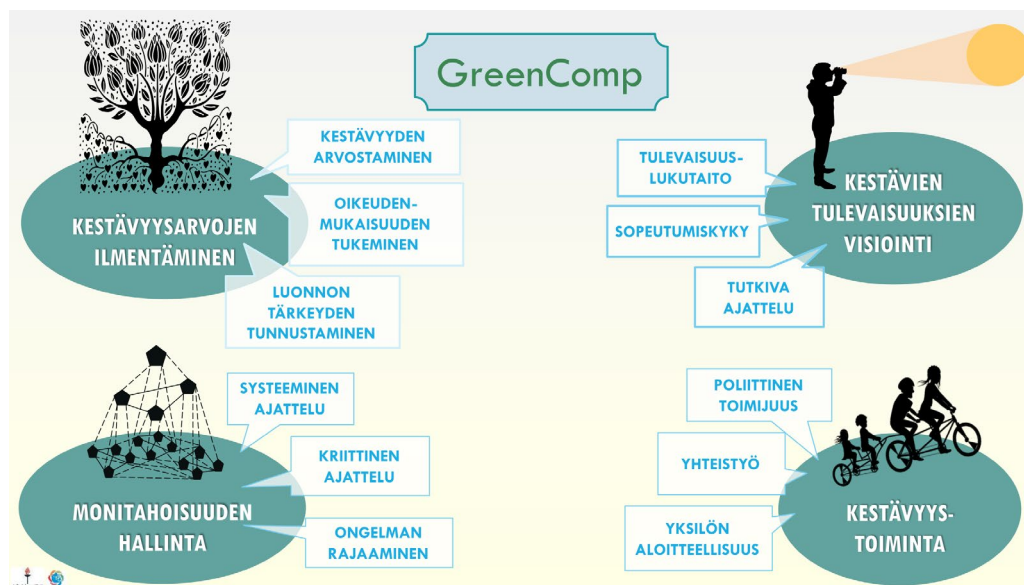 GreenComp
KESTÄVYYDEN
ARVOSTAMINEN
OIKEUDEN-
MUKAISUUDEN
TUKEMINEN
LUONNON
TÄRKEYDEN
TUNNUSTAMINEN
KESTÄVYYSARVOJEN
ILMENTÄMINEN
TULEVAISUUS-
LUKUTAITO
SOPEUTUMISKYKY
TUTKIVA
AJATTELU
KESTÄVIEN
TULEVAISUUKSIEN
VISIOINTI
SYSTEEMINEN
AJATTELU
KRIITTINEN
AJATTELU
ONGELMAN
RAJAAMINEN
MONITAHOISUUDEN
HALLINTA
POLIITTINEN
TOIMIJUUS
YHTEISTYÖ
YKSILÖN
ALOITTEELLISUUS
KESTÄVYYS-
TOIMINTA